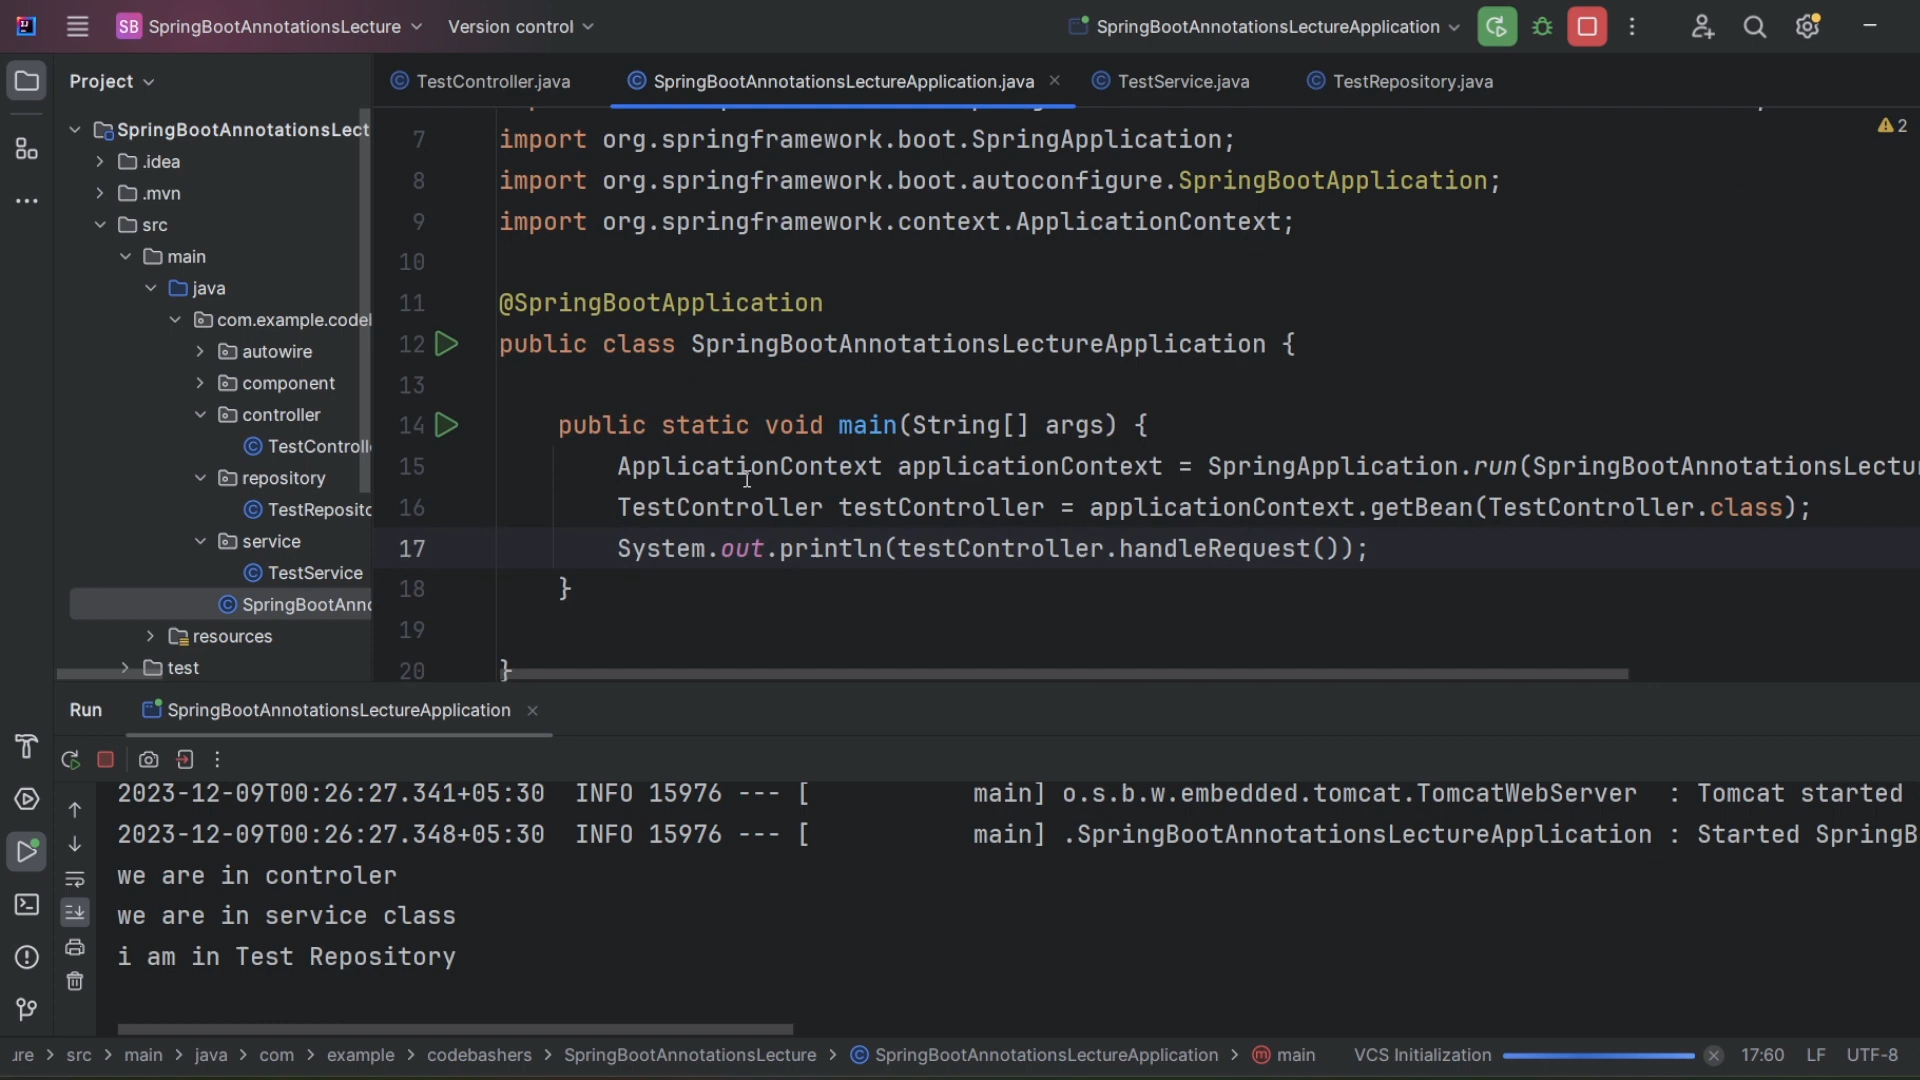 SB SpringBootAnnotationsLecture Version control SpringBootAnnotationsLectureApplication
Project
TestController.java SpringBootAnnotationsLectureApplication.java TestService.java TestRepository.java
SpringBootAnnotationsLect
.idea
.mvn
src
main
java
com.example.code
autowire
component
controller
TestControll
repository
TestReposito
service
TestService
SpringBootAnno
resources
test
2
7 import org.springframework.boot.SpringApplication;
8 import org.springframework.boot.autoconfigure.SpringBootApplication;
9 import org.springframework.context.ApplicationContext;
10
11 @SpringBootApplication
12 public class SpringBootAnnotationsLectureApplication {
13
14 public static void main(String[] args) {
15 ApplicationContext applicationContext = SpringApplication.run(SpringBootAnnotationsLectu
16 TestController testController = applicationContext.getBean(TestController.class);
17 System.out.println(testController.handleRequest());
18 }
19
20 }
Run SpringBootAnnotationsLectureApplication
2023-12-09T00:26:27.341+05:30 INFO 15976 --- [ main] o.s.b.w.embedded.tomcat.TomcatWebServer : Tomcat started
2023-12-09T00:26:27.348+05:30 INFO 15976 --- [ main] .SpringBootAnnotationsLectureApplication : Started SpringB
we are in controler
we are in service class
i am in Test Repository
ure > src > main > java > com > example > codebashers > SpringBootAnnotationsLecture > SpringBootAnnotationsLectureApplication > main VCS Initialization 17:60 LF UTF-8